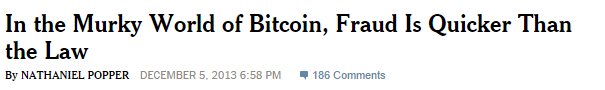 In the Murky World of Bitcoin, Fraud Is Quicker Than
the Law
By NATHANIEL POPPER DECEMBER 5, 2013 6:58 PM 186 Comments